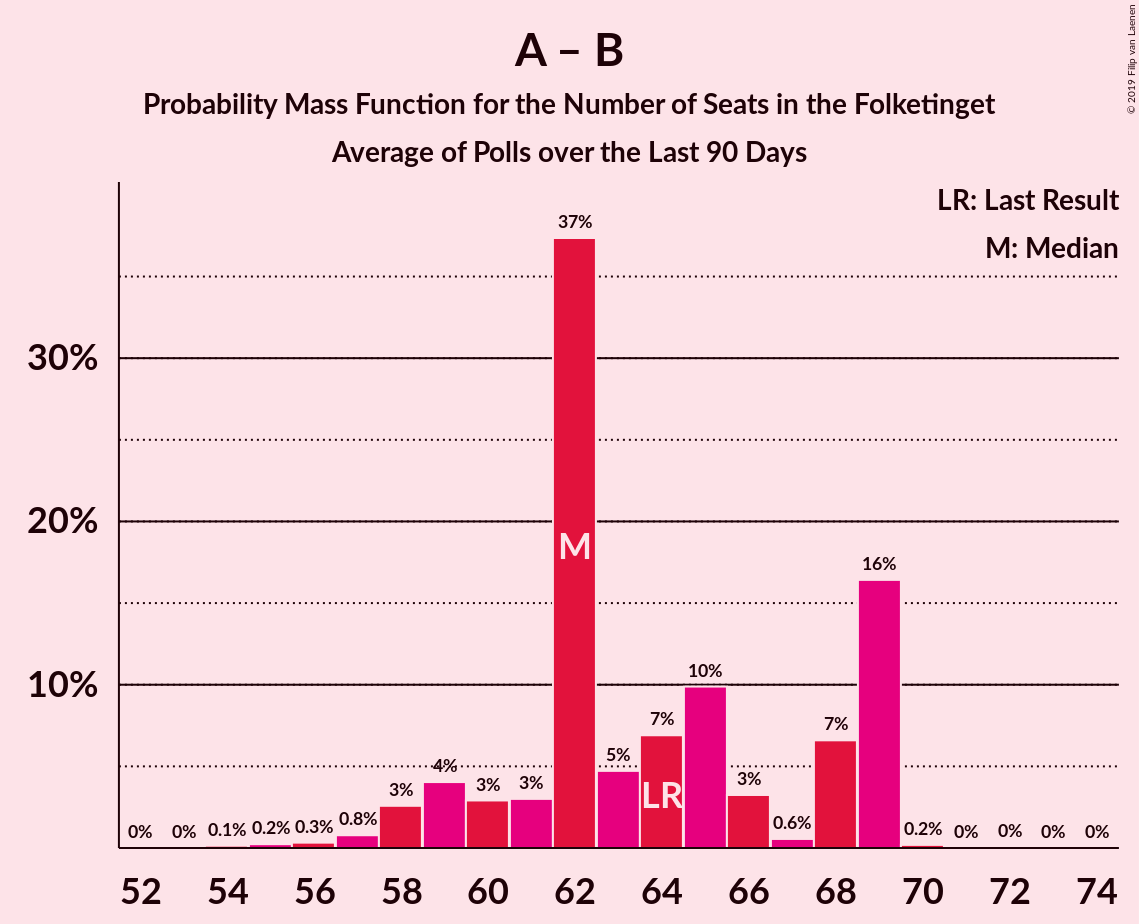 A – B
Probability Mass Function for the Number of Seats in the Folketinget
Average of Polls over the Last 90 Days
© 2019 Filip van Laenen
LR: Last Result
M: Median
37%
30%
20%
M
16%
10%
10%
7%
7%
5%
4%
3%
3%
3%
3%
LR
0% 0% 0.1% 0.2% 0.3% 0.8% 0.6% 0.2% 0% 0% 0% 0%
52 54 56 58 60 62 64 66 68 70 72 74